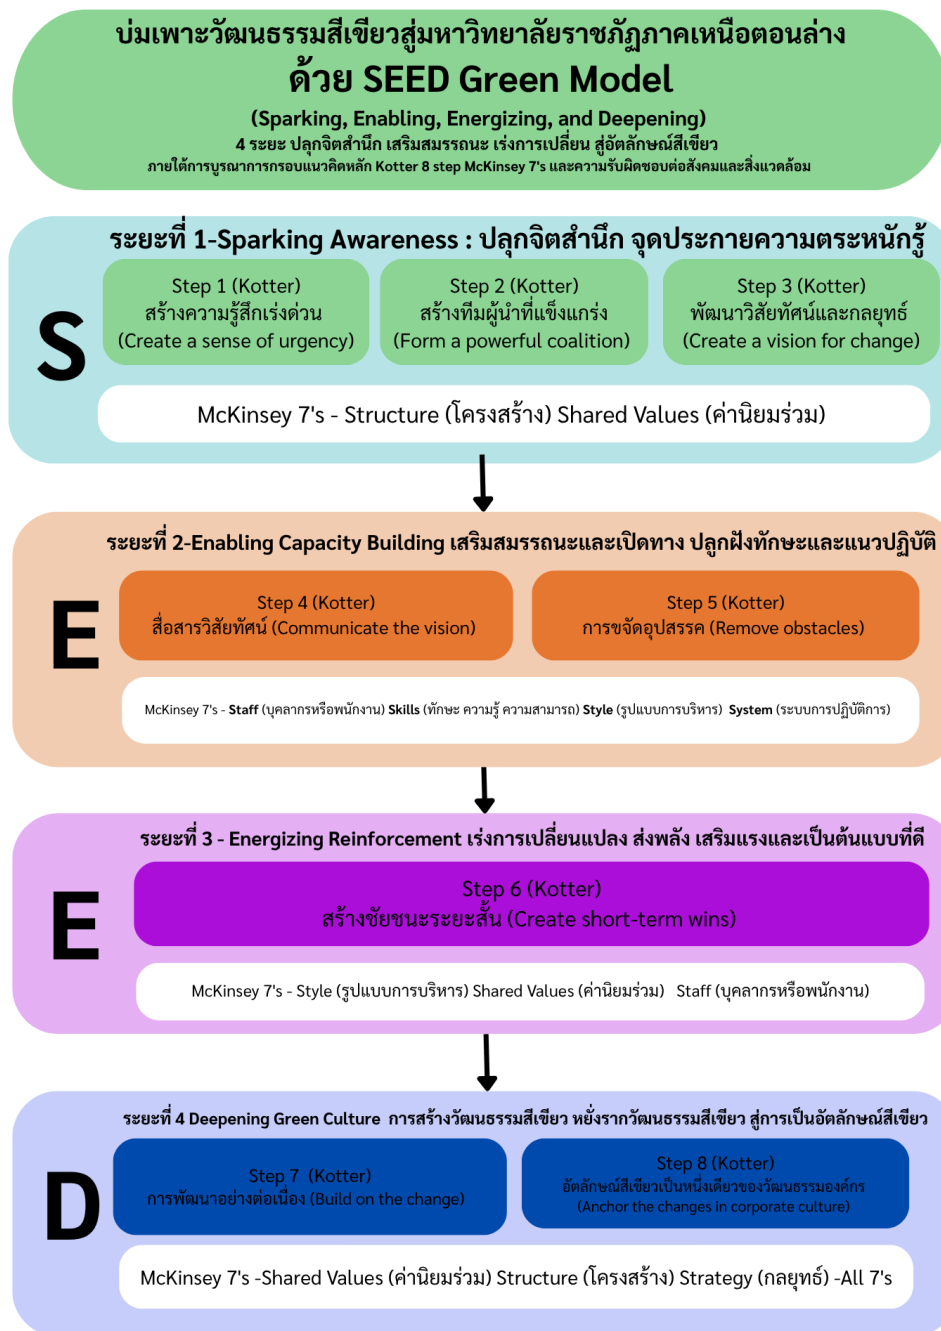 บ่มเพาะวัฒนธรรมสีเขียวสู่มหาวิทยาลัยราชภัฏภาคเหนือตอนล่าง
ด้วย SEED Green Model
(Sparking, Enabling, Energizing, and Deepening)
4 ระยะ ปลุกจิตสำนึก เสริมสมรรถนะ เร่งการเปลี่ยน สู่อัตลักษณ์สีเขียว
ภายใต้การบูรณาการกรอบแนวคิดหลัก Kotter 8 step McKinsey 7's และความรับผิดชอบต่อสังคมและสิ่งแวดล้อม
ระยะที่ 1-Sparking Awareness : ปลุกจิตสำนึก จุดประกายความตระหนักรู้
S
Step 1 (Kotter)
สร้างความรู้สึกเร่งด่วน
(Create a sense of urgency)
Step 2 (Kotter)
สร้างทีมผู้นำที่แข็งแกร่ง
(Form a powerful coalition)
Step 3 (Kotter)
พัฒนาวิสัยทัศน์และกลยุทธ์
(Create a vision for change)
McKinsey 7's - Structure (โครงสร้าง) Shared Values (ค่านิยมร่วม)
ระยะที่ 2-Enabling Capacity Building เสริมสมรรถนะและเปิดทาง ปลูกฝังทักษะและแนวปฏิบัติ
E
Step 4 (Kotter)
สื่อสารวิสัยทัศน์ (Communicate the vision)
Step 5 (Kotter)
การขจัดอุปสรรค (Remove obstacles)
McKinsey 7's - Staff (บุคลากรหรือพนักงาน) Skills (ทักษะ ความรู้ ความสามารถ) Style (รูปแบบการบริหาร) System (ระบบการปฏิบัติการ)
ระยะที่ 3 - Energizing Reinforcement เร่งการเปลี่ยนแปลง ส่งพลัง เสริมแรงและเป็นต้นแบบที่ดี
E
Step 6 (Kotter)
สร้างชัยชนะระยะสั้น (Create short-term wins)
McKinsey 7's - Style (รูปแบบการบริหาร) Shared Values (ค่านิยมร่วม) Staff (บุคลากรหรือพนักงาน)
ระยะที่ 4 Deepening Green Culture การสร้างวัฒนธรรมสีเขียว หยั่งรากวัฒนธรรมสีเขียว สู่การเป็นอัตลักษณ์สีเขียว
D
Step 7 (Kotter)
การพัฒนาอย่างต่อเนื่อง (Build on the change)
Step 8 (Kotter)
อัตลักษณ์สีเขียวเป็นหนึ่งเดียวของวัฒนธรรมองค์กร
(Anchor the changes in corporate culture)
McKinsey 7's -Shared Values (ค่านิยมร่วม) Structure (โครงสร้าง) Strategy (กลยุทธ์) -All 7's